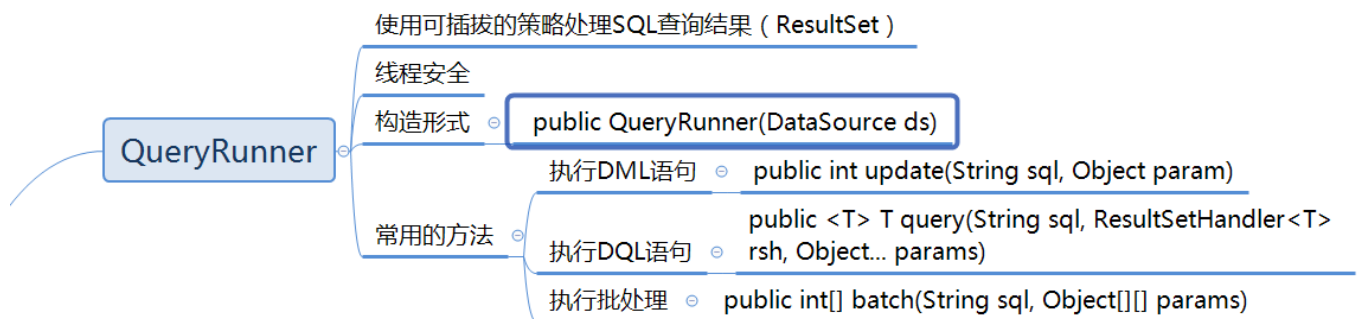 使用可插拔的策略处理SQL查询结果（ResultSet）
线程安全
构造形式
public QueryRunner(DataSource ds)
QueryRunner
常用的方法
执行DML语句
public int update(String sql, Object param)
执行DQL语句
public <T> T query(String sql, ResultSetHandler<T>
rsh, Object... params)
执行批处理
public int[] batch(String sql, Object[][] params)